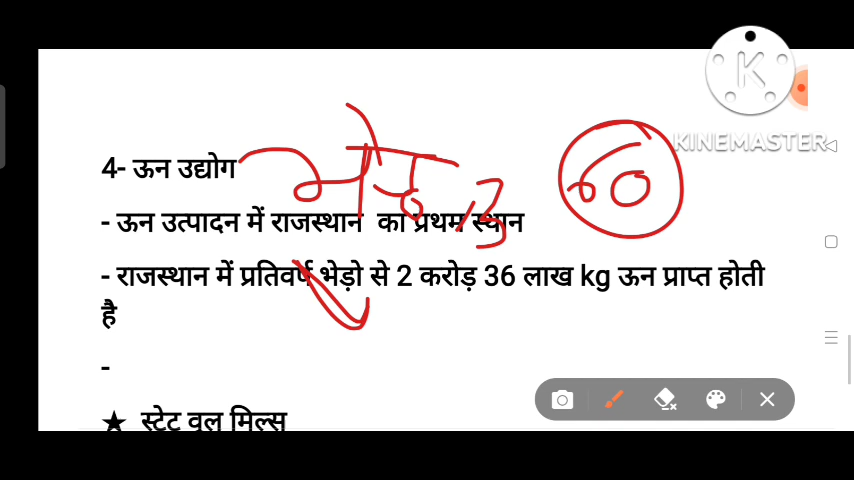 KINEMASTER
4- ऊन उद्योग
- ऊन उत्पादन में राजस्थान का प्रथम स्थान
- राजस्थान में प्रतिवर्ष भेड़ो से 2 करोड़ 36 लाख kg ऊन प्राप्त होती
है
-
★ स्टेट वूल मिल्स